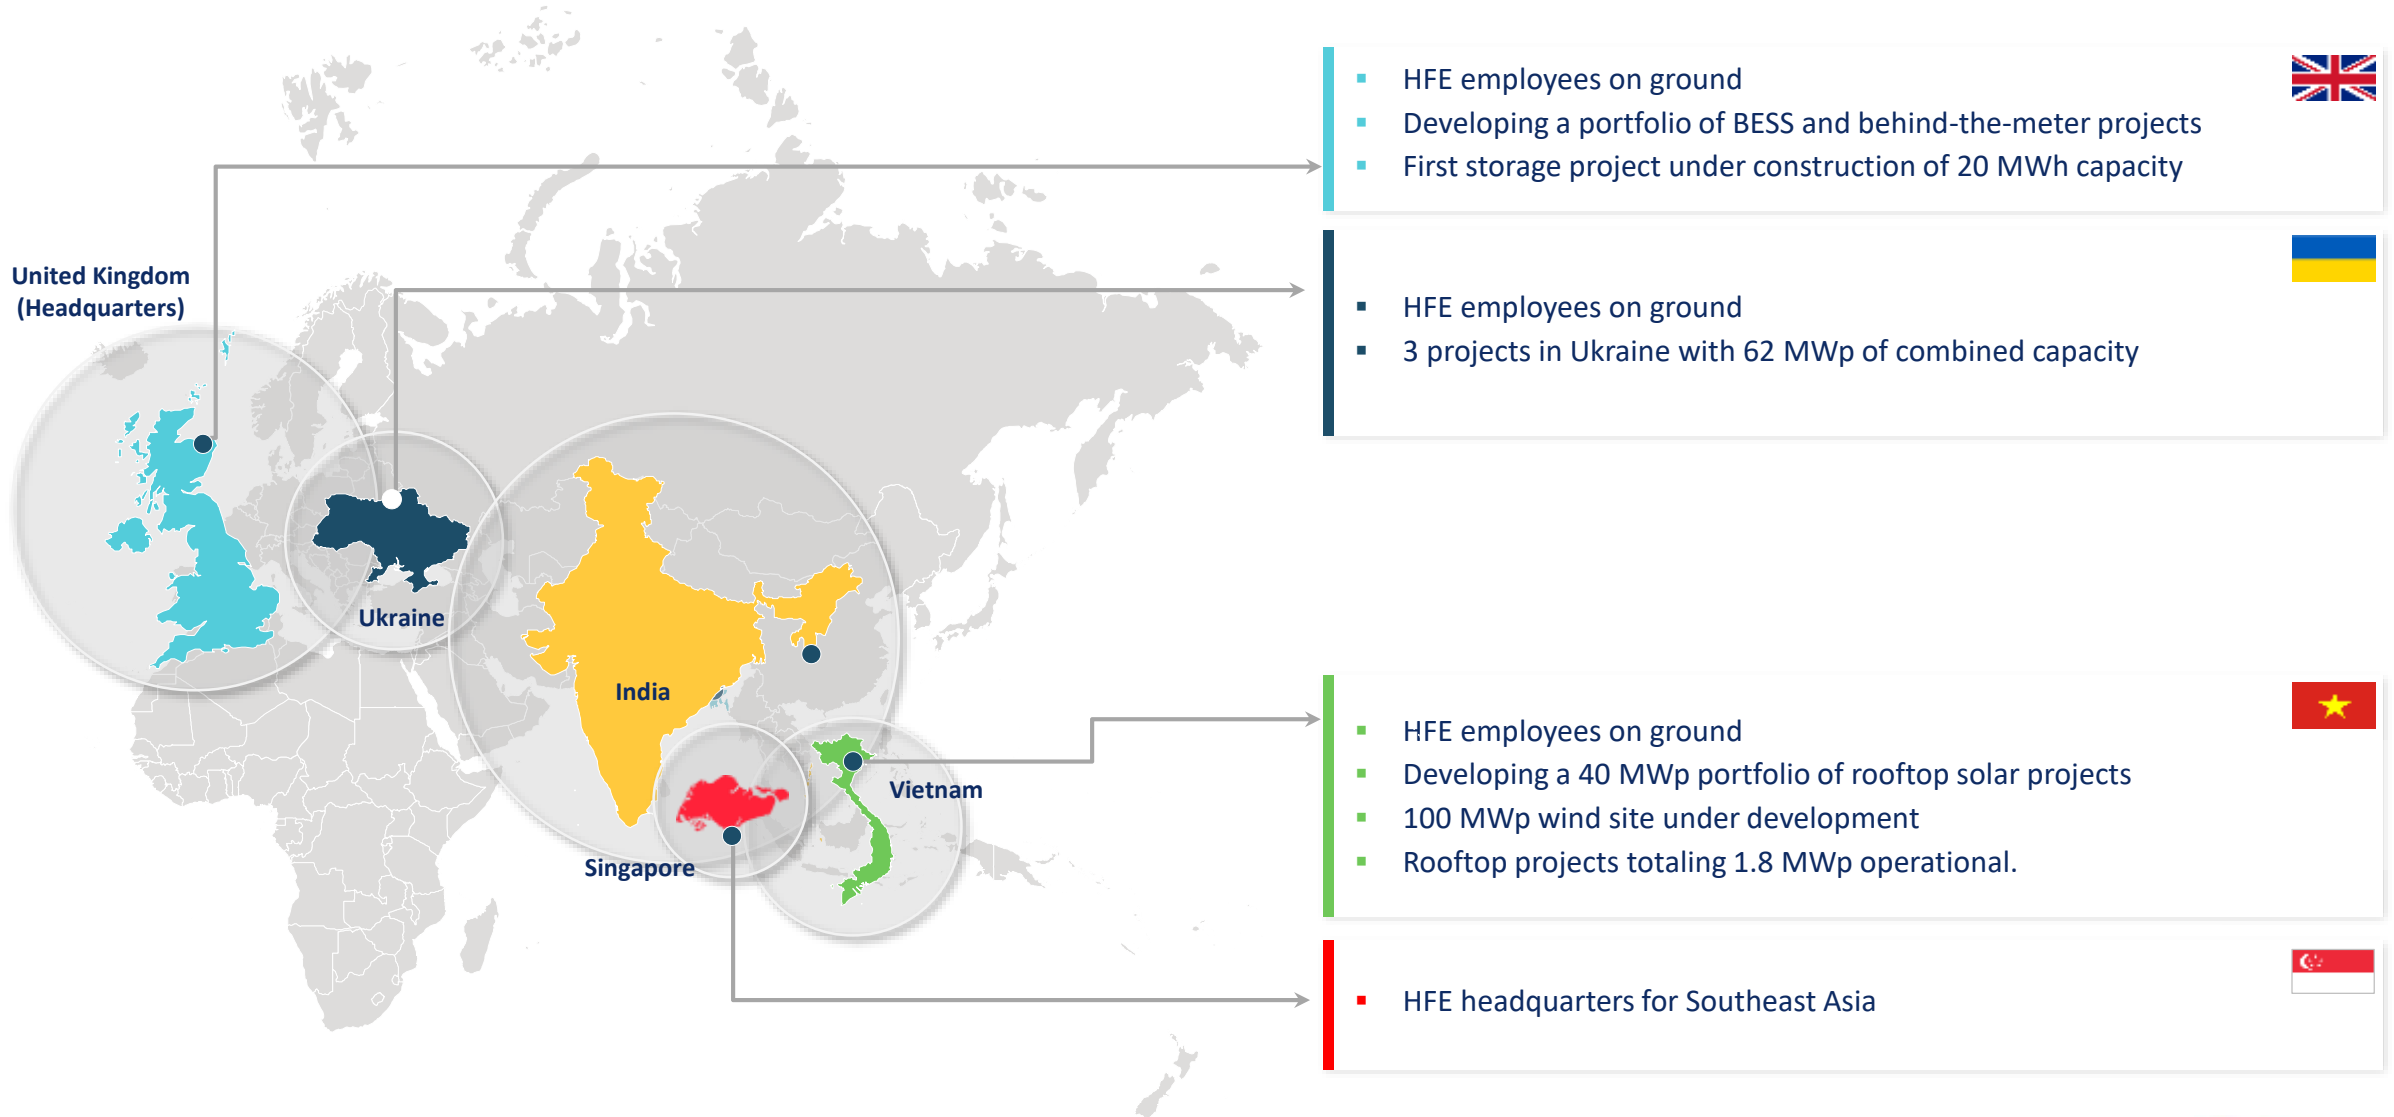 United Kingdom
(Headquarters)
Ukraine
India
Singapore
Vietnam
HFE employees on ground
Developing a portfolio of BESS and behind-the-meter projects
First storage project under construction of 20 MWh capacity
HFE employees on ground
3 projects in Ukraine with 62 MWp of combined capacity
HFE employees on ground
Developing a 40 MWp portfolio of rooftop solar projects
100 MWp wind site under development
Rooftop projects totaling 1.8 MWp operational.
HFE headquarters for Southeast Asia